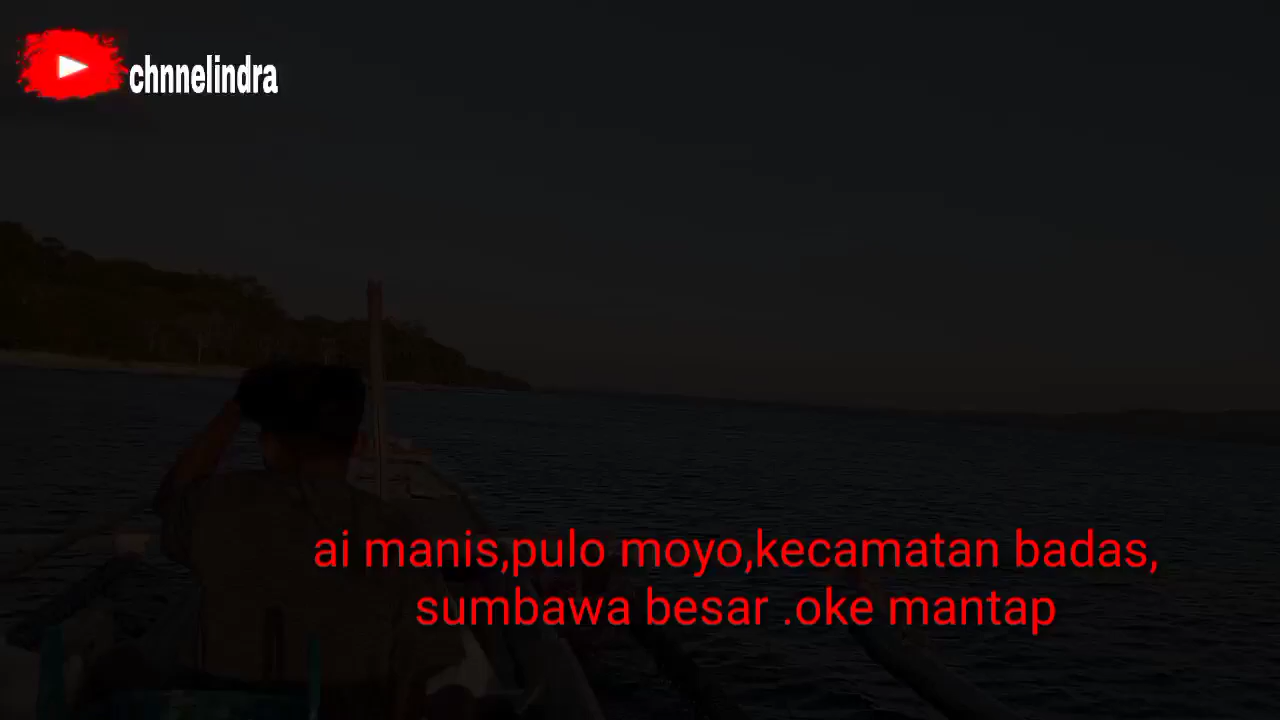 chnnelindra
ai manis,pulo moyo,kecamatan badas,
sumbawa besar .oke mantap